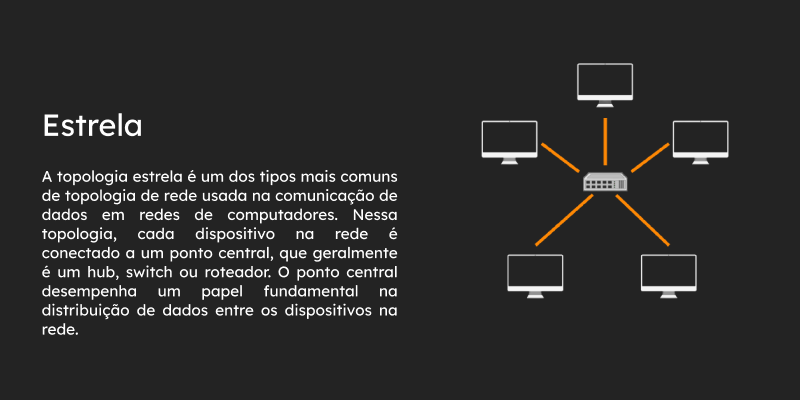 Estrela
A topologia estrela é um dos tipos mais comuns
de topologia de rede usada na comunicação de
dados em redes de computadores. Nessa
topologia, cada dispositivo na rede é
conectado a um ponto central, que geralmente
é um hub, switch ou roteador. O ponto central
desempenha um papel fundamental na
distribuição de dados entre os dispositivos na
rede.